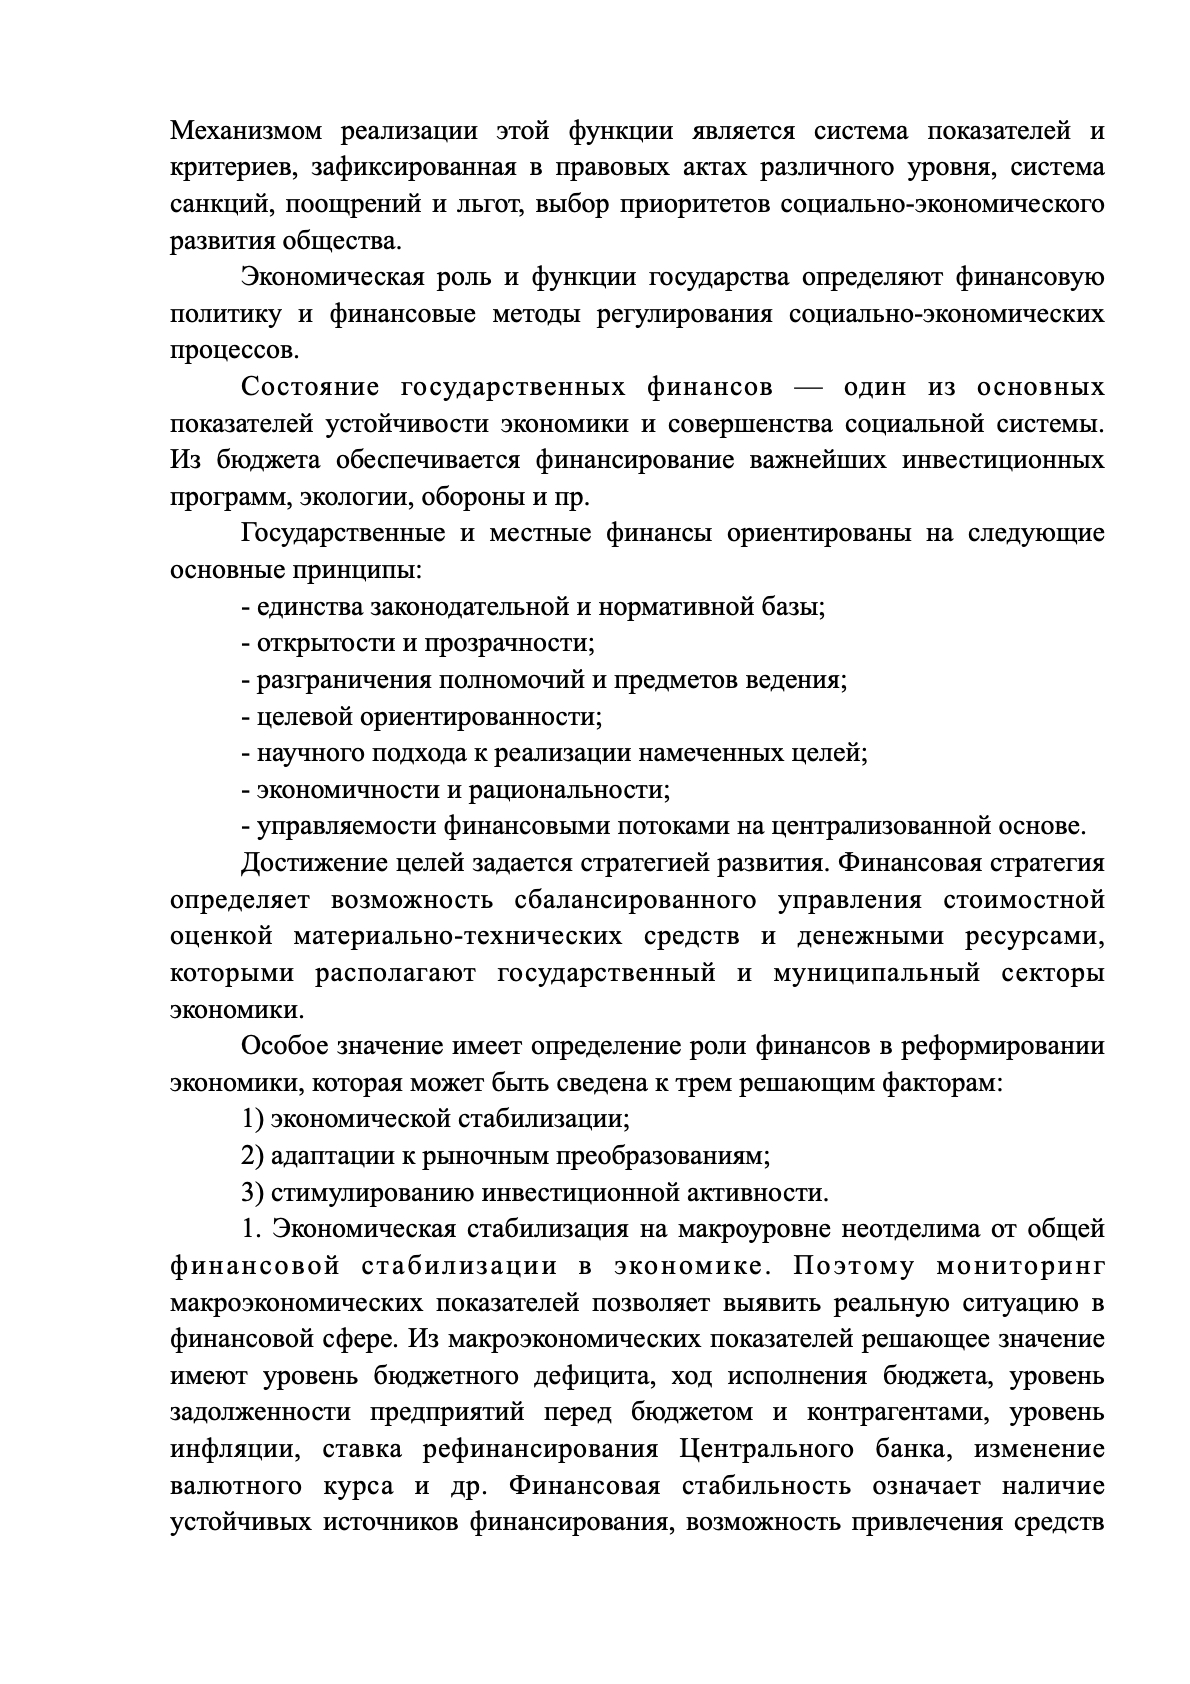 Механизмом реализации этой функции является система показателей и
критериев, зафиксированная в правовых актах различного уровня, система
санкций, поощрений и льгот, выбор приоритетов социально-экономического
развития общества.
Экономическая роль и функции государства определяют финансовую
политику и финансовые методы регулирования социально-экономических
процессов.
Состояние государственных финансов — один из основных
показателей устойчивости экономики и совершенства социальной системы.
Из бюджета обеспечивается финансирование важнейших инвестиционных
программ, экологии, обороны и пр.
Государственные и местные финансы ориентированы на следующие
основные принципы:
- единства законодательной и нормативной базы;
- открытости и прозрачности;
- разграничения полномочий и предметов ведения;
- целевой ориентированности;
- научного подхода к реализации намеченных целей;
- экономичности и рациональности;
- управляемости финансовыми потоками на централизованной основе.
Достижение целей задается стратегией развития. Финансовая стратегия
определяет возможность сбалансированного управления стоимостной
оценкой материально-технических средств и денежными ресурсами,
которыми располагают государственный и муниципальный секторы
экономики.
Особое значение имеет определение роли финансов в реформировании
экономики, которая может быть сведена к трем решающим факторам:
1) экономической стабилизации;
2) адаптации к рыночным преобразованиям;
3) стимулированию инвестиционной активности.
1. Экономическая стабилизация на макроуровне неотделима от общей
финансовой стабилизации в экономике. Поэтому мониторинг
макроэкономических показателей позволяет выявить реальную ситуацию в
финансовой сфере. Из макроэкономических показателей решающее значение
имеют уровень бюджетного дефицита, ход исполнения бюджета, уровень
задолженности предприятий перед бюджетом и контрагентами, уровень
инфляции, ставка рефинансирования Центрального банка, изменение
валютного курса и др. Финансовая стабильность означает наличие
устойчивых источников финансирования, возможность привлечения средств